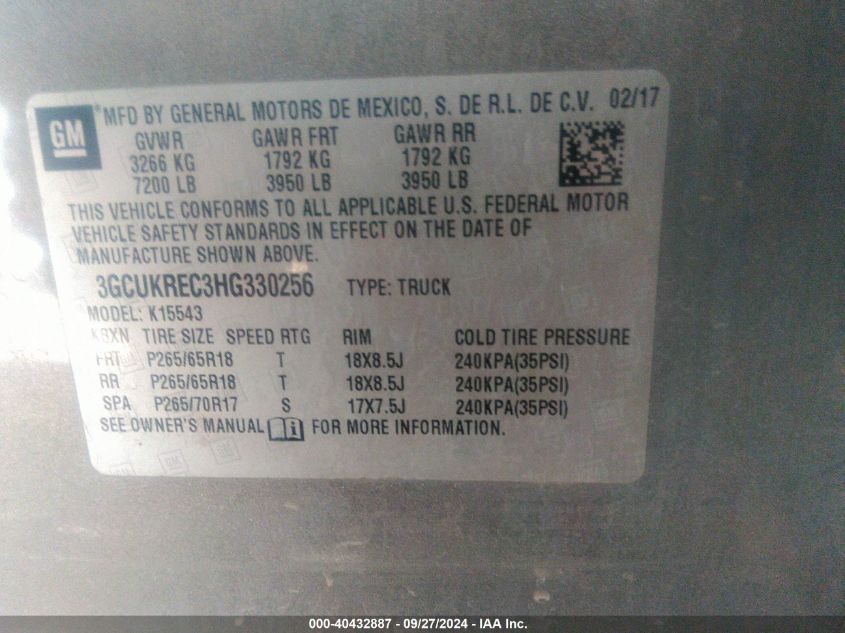 GM
® MFD BY GENERAL MOTORS DE MEXICO, S. DE R.L. DE C.V. 02/17
GVWR GAWR FRT GAWR RR
3266 KG 1792 KG 1792 KG
7200 LB 3950 LB 3950 LB
THIS VEHICLE CONFORMS TO ALL APPLICABLE U.S. FEDERAL MOTOR
VEHICLE SAFETY STANDARDS IN EFFECT ON THE DATE OF
MANUFACTURE SHOWN ABOVE.
3GCUKREC3HG330256 TYPE: TRUCK
MODEL: K15543
TIRE SIZE SPEED RTG RIM COLD TIRE PRESSURE
FRT P265/65R18 T 18X8.5J 240KPA(35PSI)
RR P265/65R18 T 18X8.5J 240KPA(35PSI)
SPA P265/70R17 S 17X7.5J 240KPA(35PSI)
SEE OWNER'S MANUAL i FOR MORE INFORMATION.
000-40432887 - 09/27/2024 - IAA Inc.